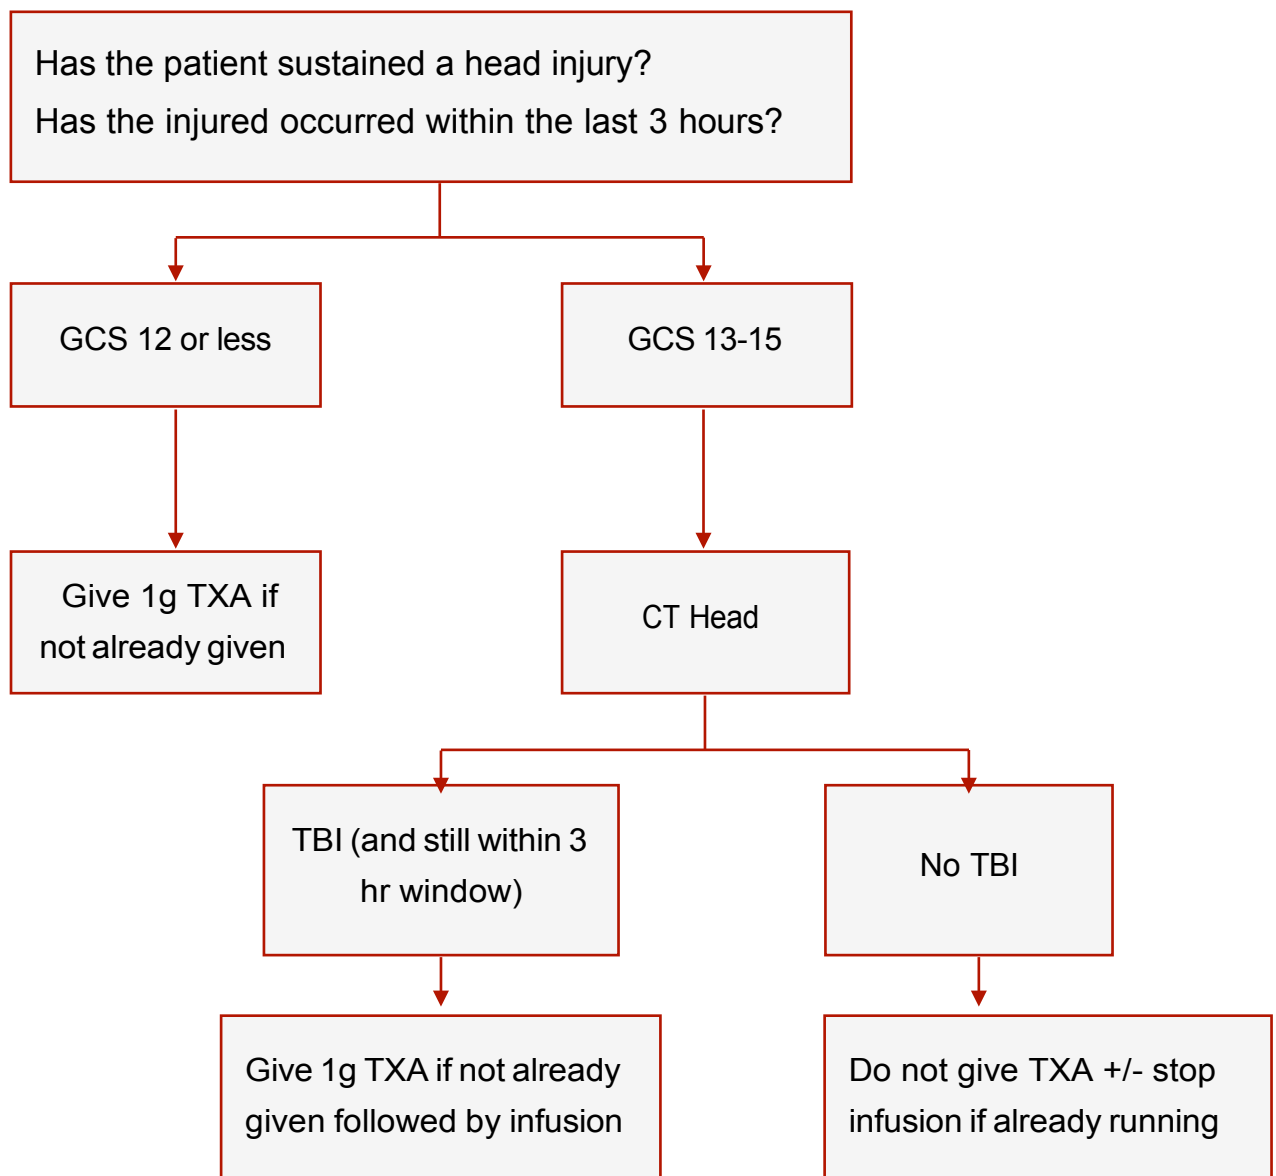 Has the patient sustained a head injury?
Has the injured occurred within the last 3 hours?
GCS 12 or less
GCS 13-15
Give 1g TXA if
not already given
CT Head
TBI (and still within 3
hr window)
No TBI
Give 1g TXA if not already
given followed by infusion
Do not give TXA +/- stop
infusion if already running